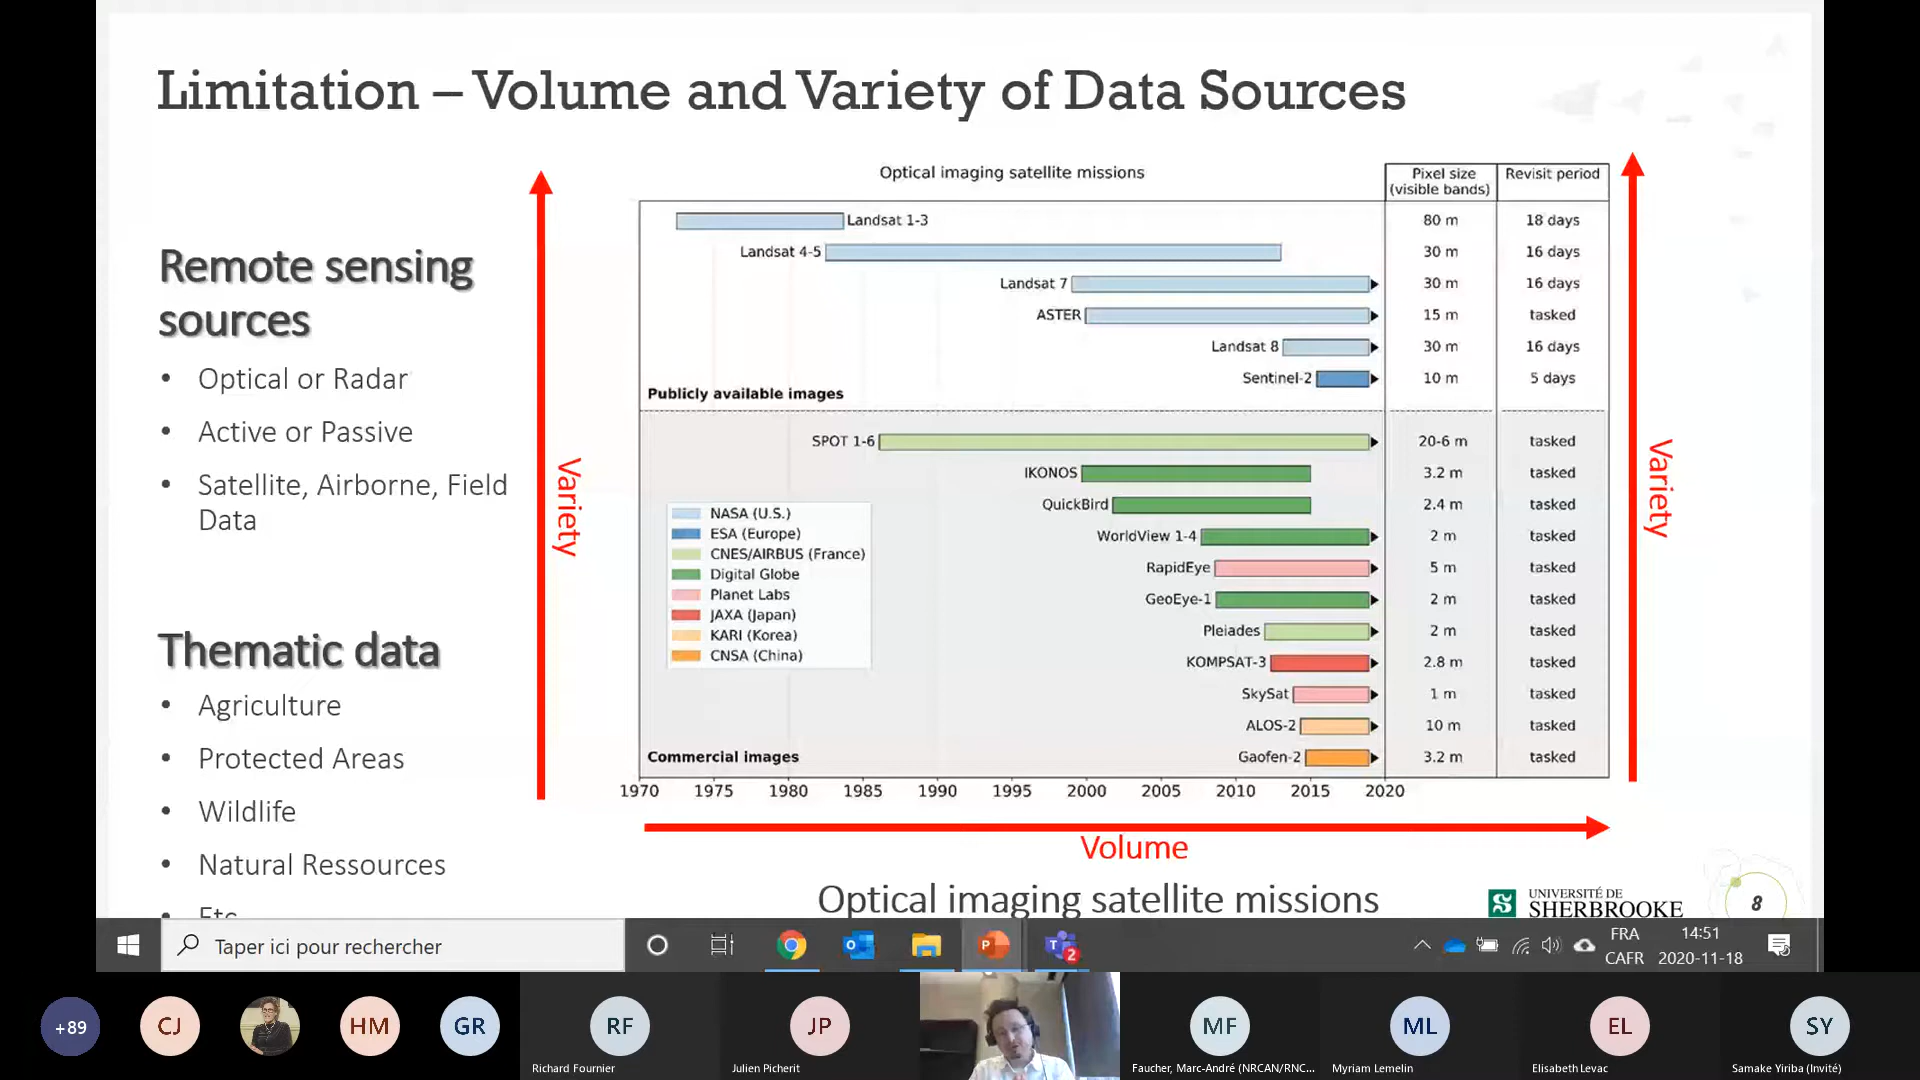 Limitation – Volume and Variety of Data Sources
Remote sensing
sources
• Optical or Radar
• Active or Passive
• Satellite, Airborne, Field
Data
Thematic data
• Agriculture
• Protected Areas
• Wildlife
• Natural Ressources
• Etc
Variety
Optical imaging satellite missions
Pixel size
(visible bands)
Revisit period
Landsat 1-3 80 m 18 days
Landsat 4-5 30 m 16 days
Landsat 7 30 m 16 days
ASTER 15 m tasked
Landsat 8 30 m 16 days
Sentinel-2 10 m 5 days
Publicly available images
SPOT 1-6 20-6 m tasked
IKONOS 3.2 m tasked
QuickBird 2.4 m tasked
WorldView 1-4 2 m tasked
RapidEye 5 m tasked
GeoEye-1 2 m tasked
Pleiades 2 m tasked
KOMPSAT-3 2.8 m tasked
SkySat 1 m tasked
ALOS-2 10 m tasked
Gaofen-2 3.2 m tasked
Commercial images
NASA (U.S.)
ESA (Europe)
CNES/AIRBUS (France)
Digital Globe
Planet Labs
JAXA (Japan)
KARI (Korea)
CNSA (China)
1970 1975 1980 1985 1990 1995 2000 2005 2010 2015 2020
Variety
Volume
Optical imaging satellite missions
UNIVERSITÉ DE
SHERBROOKE
8
Taper ici pour rechercher
2
FRA
CAFR
14:51
2020-11-18
+89
CJ
HM
GR
RF
Richard Fournier
JP
Julien Picherit
MF
Faucher, Marc-André (NRCAN/RNC...
ML
Myriam Lemelin
EL
Elisabeth Levac
SY
Samake Yiriba (Invité)